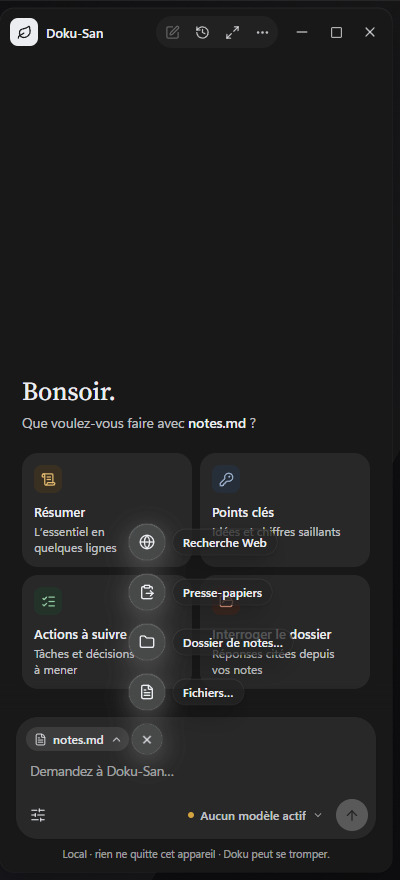 Doku-San
Bonsoir.
Que voulez-vous faire avec notes.md ?
Résumer
L'essentiel en
quelques lignes
Points clés
Idées et chiffres saillants
Recherche Web
Presse-papiers
Actions à suivre
Tâches et décisions
à mener
Interroger le dossier
Réponses citées depuis
vos notes
Dossier de notes...
Fichiers...
notes.md
Demandez à Doku-San...
Aucun modèle actif
Local · rien ne quitte cet appareil · Doku peut se tromper.